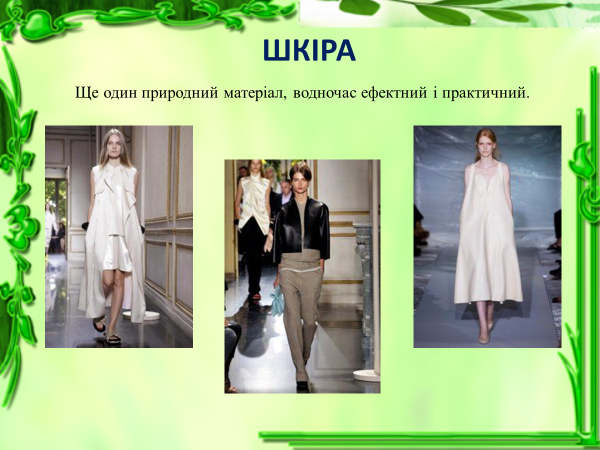 ШКІРА
Ще один природний матеріал, водночас ефектний і практичний.